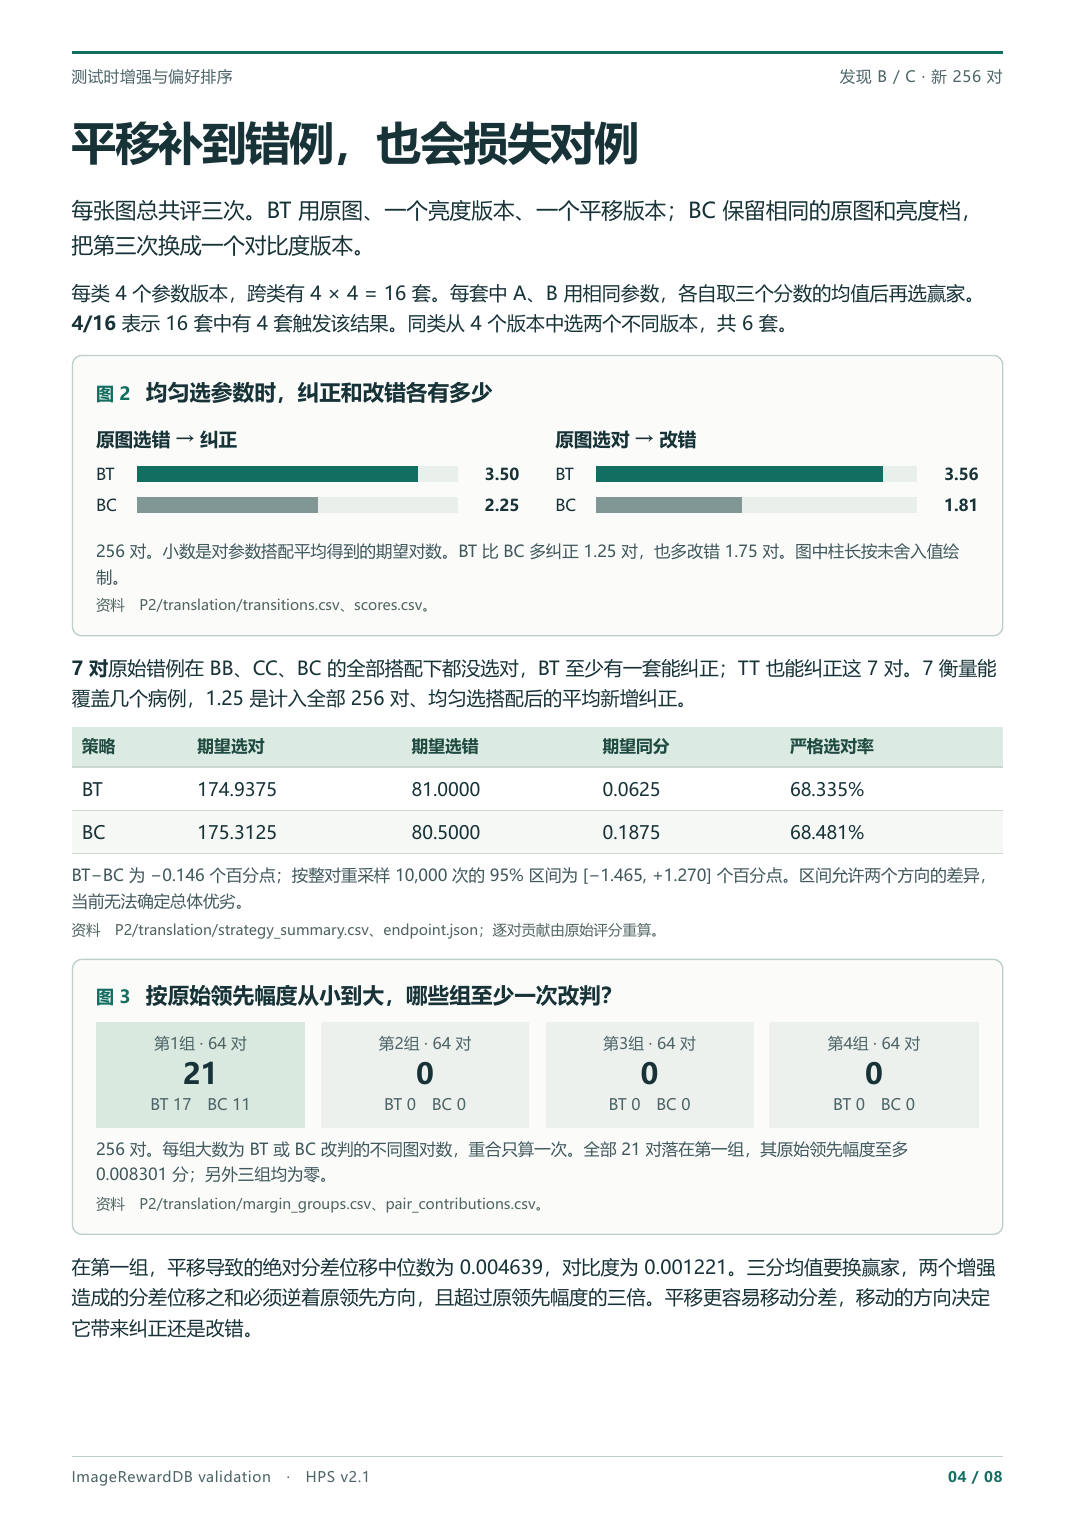 测试时增强与偏好排序
发现 B / C · 新 256 对
平移补到错例，也会损失对例
每张图总共评三次。BT 用原图、一个亮度版本、一个平移版本；BC 保留相同的原图和亮度档，
把第三次换成一个对比度版本。
每类 4 个参数版本，跨类有 4 × 4 = 16 套。每套中 A、B 用相同参数，各自取三个分数的均值后再选赢家。
4/16 表示 16 套中有 4 套触发该结果。同类从 4 个版本中选两个不同版本，共 6 套。
图 2 均匀选参数时，纠正和改错各有多少
原图选错 → 纠正
BT 3.50
BC 2.25
原图选对 → 改错
BT 3.56
BC 1.81
256 对。小数是对参数搭配平均得到的期望对数。BT 比 BC 多纠正 1.25 对，也多改错 1.75 对。图中柱长按未舍入值绘
制。
资料 P2/translation/transitions.csv、scores.csv。
7 对原始错例在 BB、CC、BC 的全部搭配下都没选对，BT 至少有一套能纠正；TT 也能纠正这 7 对。7 衡量能
覆盖几个病例，1.25 是计入全部 256 对、均匀选搭配后的平均新增纠正。
策略 期望选对 期望选错 期望同分 严格选对率
BT 174.9375 81.0000 0.0625 68.335%
BC 175.3125 80.5000 0.1875 68.481%
BT−BC 为 −0.146 个百分点；按整对重采样 10,000 次的 95% 区间为 [−1.465, +1.270] 个百分点。区间允许两个方向的差异，
当前无法确定总体优劣。
资料 P2/translation/strategy_summary.csv、endpoint.json；逐对贡献由原始评分重算。
图 3 按原始领先幅度从小到大，哪些组至少一次改判？
第1组 · 64 对
21
BT 17 BC 11
第2组 · 64 对
0
BT 0 BC 0
第3组 · 64 对
0
BT 0 BC 0
第4组 · 64 对
0
BT 0 BC 0
256 对。每组大数为 BT 或 BC 改判的不同图对数，重合只算一次。全部 21 对落在第一组，其原始领先幅度至多
0.008301 分；另外三组均为零。
资料 P2/translation/margin_groups.csv、pair_contributions.csv。
在第一组，平移导致的绝对分差位移中位数为 0.004639，对比度为 0.001221。三分均值要换赢家，两个增强
造成的分差位移之和必须逆着原领先方向，且超过原领先幅度的三倍。平移更容易移动分差，移动的方向决定
它带来纠正还是改错。
ImageRewardDB validation · HPS v2.1
04 / 08